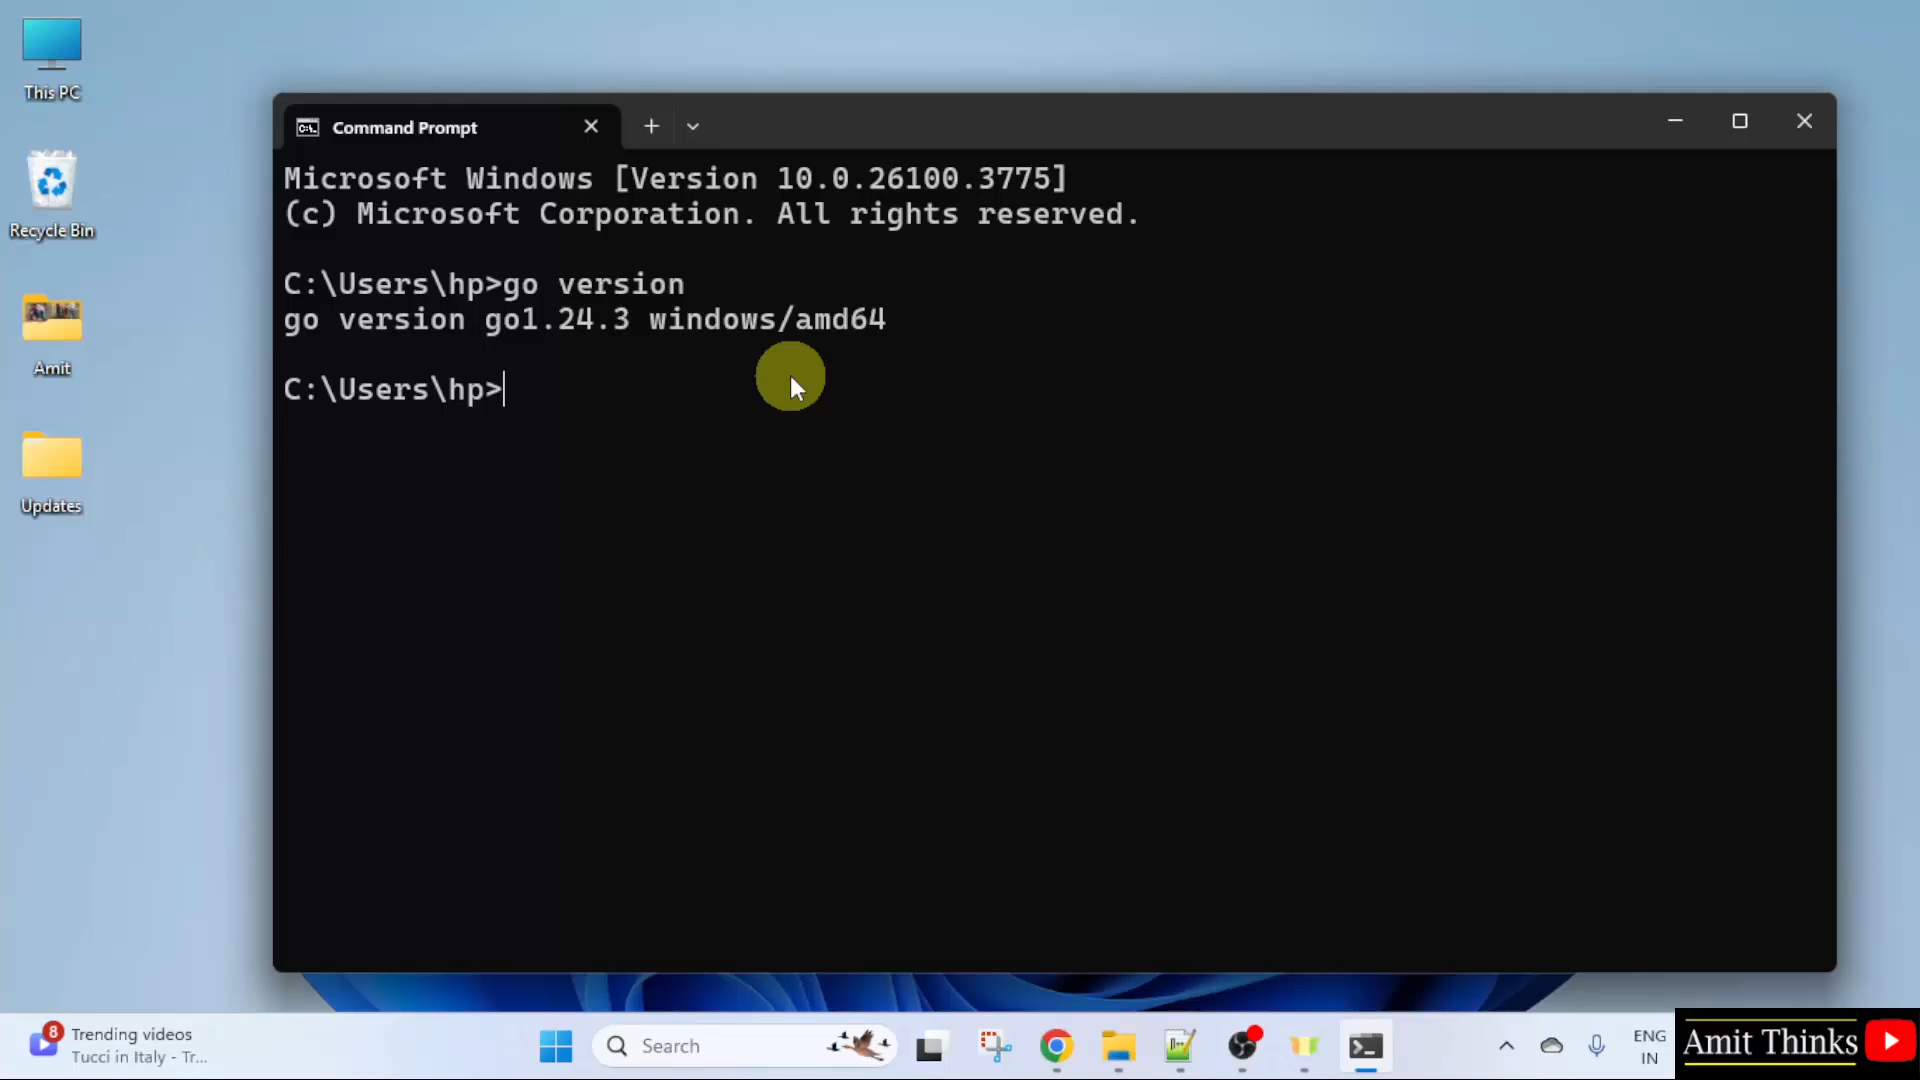 This PC
Recycle Bin
Amit
Updates
Command Prompt
Microsoft Windows [Version 10.0.26100.3775]
(c) Microsoft Corporation. All rights reserved.
C:\Users\hp>go version
go version go1.24.3 windows/amd64
C:\Users\hp>
8
Trending videos
Tucci in Italy - Tr...
Search
ENG
IN
Amit Thinks